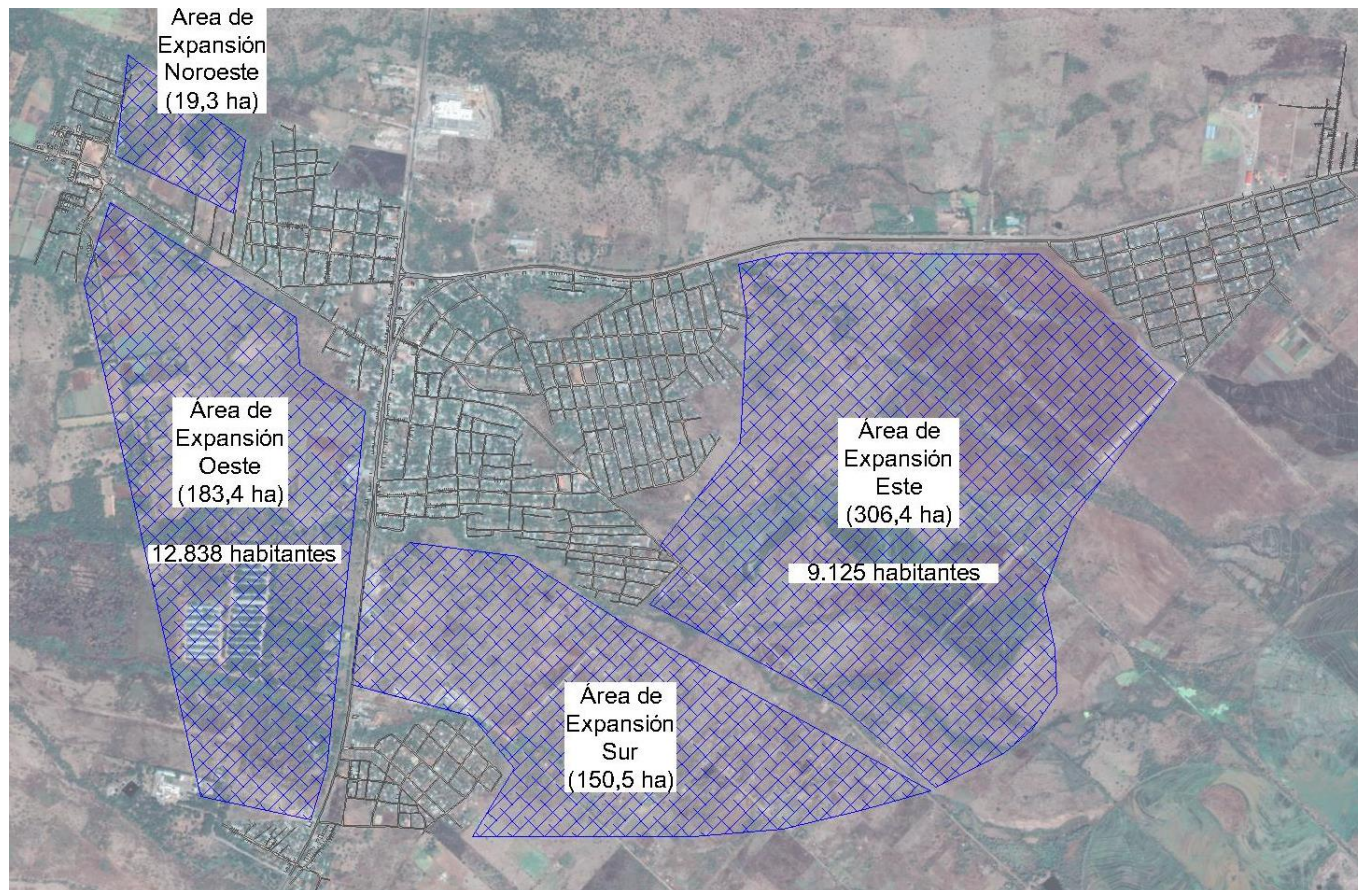 Area de
Expansión
Noroeste
(19,3 ha)
Área de
Expansión
Oeste
(183,4 ha)
12.838 habitantes
Área de
Expansión
Este
(306,4 ha)
9.125 habitantes
Área de
Expansión
Sur
(150,5 ha)